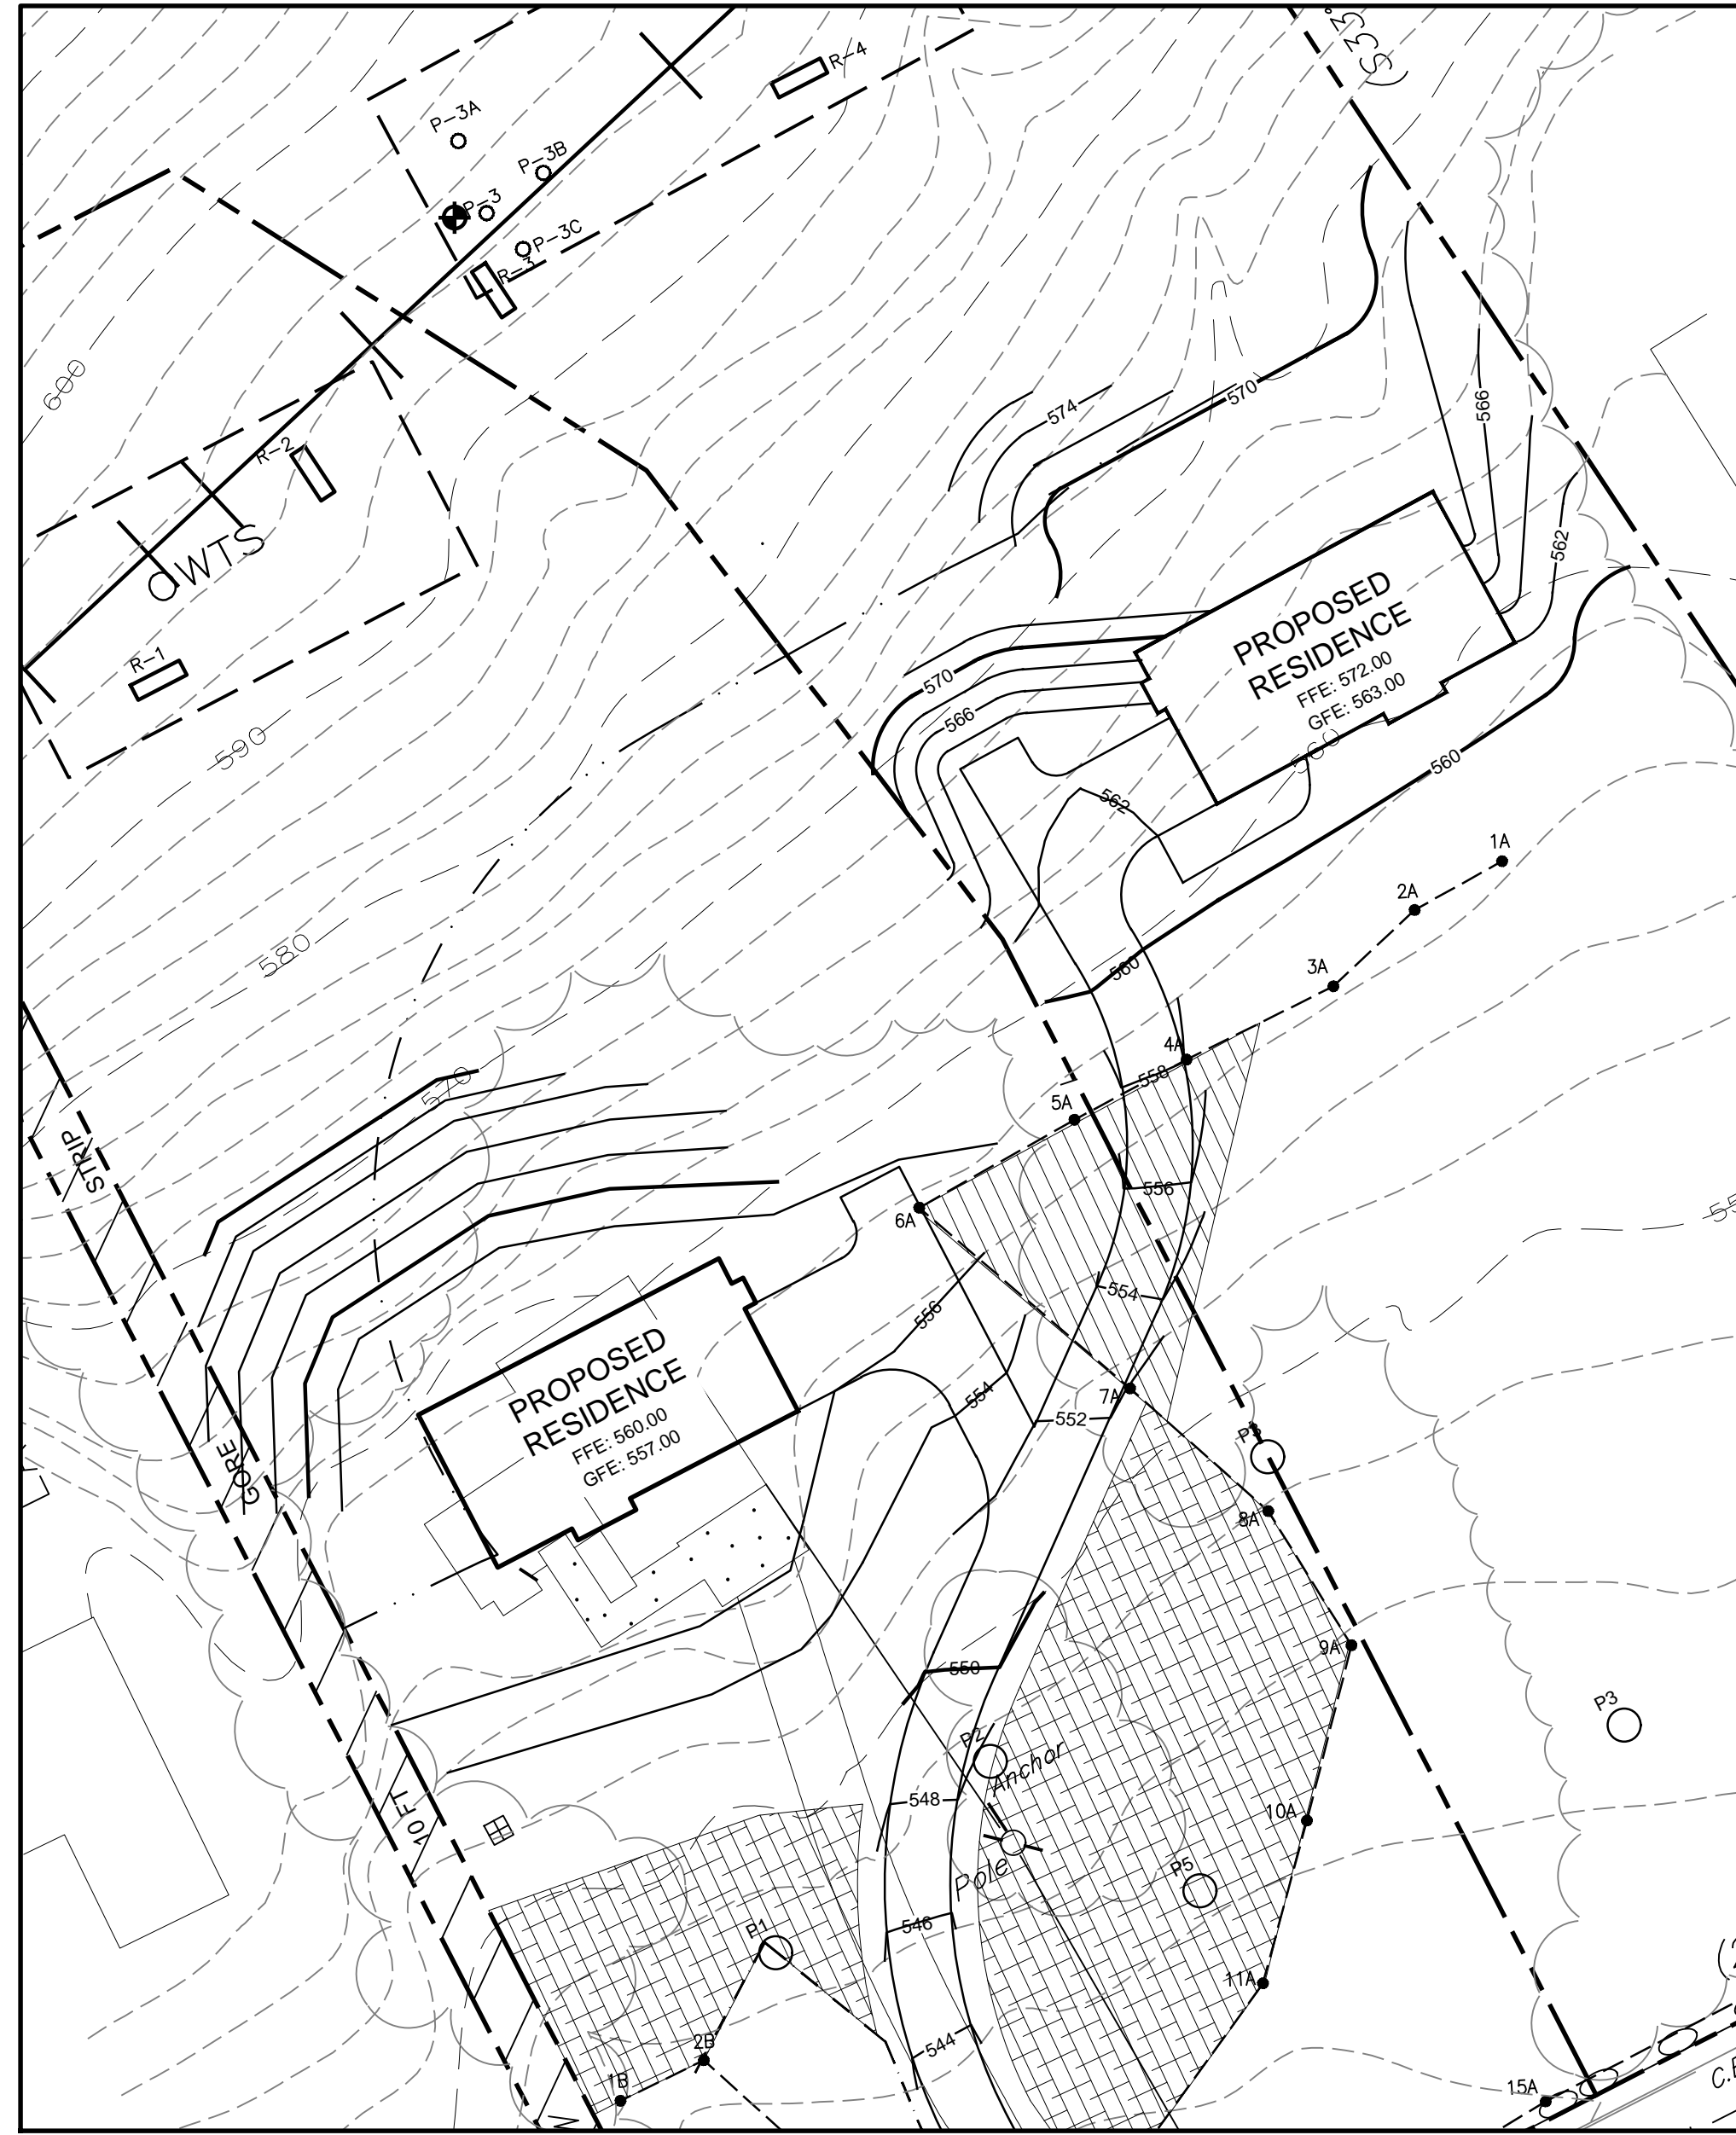 (S33°
R-4
P-3A
P-3B
P-3
P-3C
R-3
600
574
570
566
R-2
562
OWTS
PROPOSED
RESIDENCE
FFE: 572.00
GFE: 563.00
R-1
570
566
590
560
560
562
1A
2A
580
3A
560
4A
558
570
5A
STRIP
556
6A
554
556
PROPOSED
RESIDENCE
FFE: 560.00
GFE: 557.00
554
7A
552
P3
GORE
8A
9A
550
P3
P2
Anchor
548
10A
10 FT
Pole
P5
546
P1
11A
544
2B
1B
15A